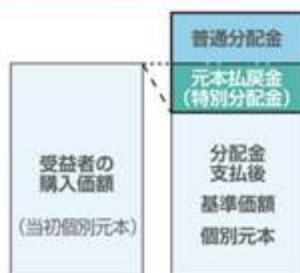 普通分配金
元本払戻金
（特別分配金）
受益者の
購入価額
（当初個別元本）
分配金
支払後
基準価額
個別元本